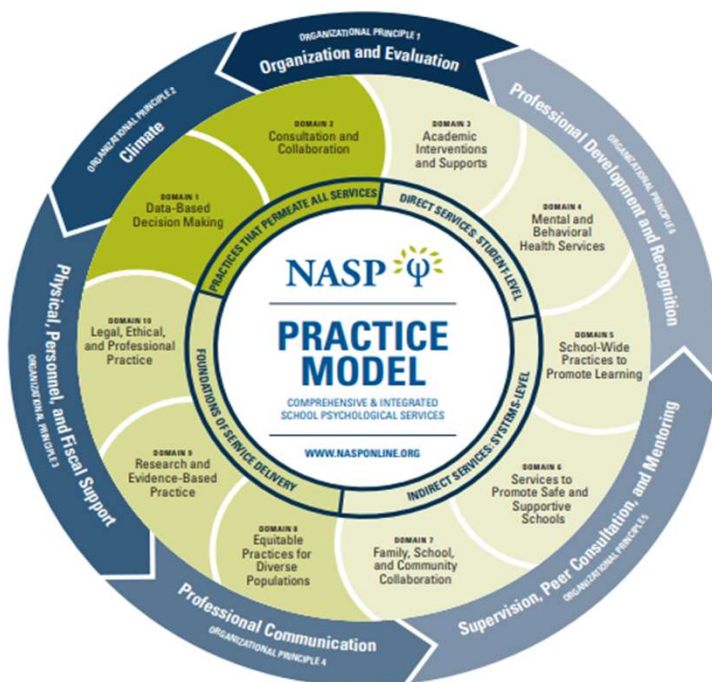 ORGANIZATIONAL PRINCIPLE 1
Organization and Evaluation
ORGANIZATIONAL PRINCIPLE 2
Climate
Physical, Personnel, and Fiscal Support
ORGANIZATIONAL PRINCIPLE 3
Professional Communication
ORGANIZATIONAL PRINCIPLE 4
Supervision, Peer Consultation, and Mentoring
ORGANIZATIONAL PRINCIPLE 5
Professional Development and Recognition
ORGANIZATIONAL PRINCIPLE 6
DOMAIN 1
Data-Based
Decision Making
DOMAIN 2
Consultation and
Collaboration
DOMAIN 3
Academic
Interventions
and Supports
DOMAIN 4
Mental and
Behavioral
Health Services
DOMAIN 5
School-Wide
Practices to
Promote Learning
DOMAIN 6
Services to
Promote Safe and
Supportive
Schools
DOMAIN 7
Family, School,
and Community
Collaboration
DOMAIN 8
Equitable
Practices for
Diverse
Populations
DOMAIN 9
Research and
Evidence-Based
Practice
DOMAIN 10
Legal, Ethical,
and Professional
Practice
PRACTICES THAT PERMEATE ALL SERVICES
DIRECT SERVICES: STUDENT-LEVEL
INDIRECT SERVICES: SYSTEMS-LEVEL
FOUNDATIONS OF SERVICE DELIVERY
NASP ψ
PRACTICE
MODEL
COMPREHENSIVE & INTEGRATED
SCHOOL PSYCHOLOGICAL SERVICES
WWW.NASPONLINE.ORG